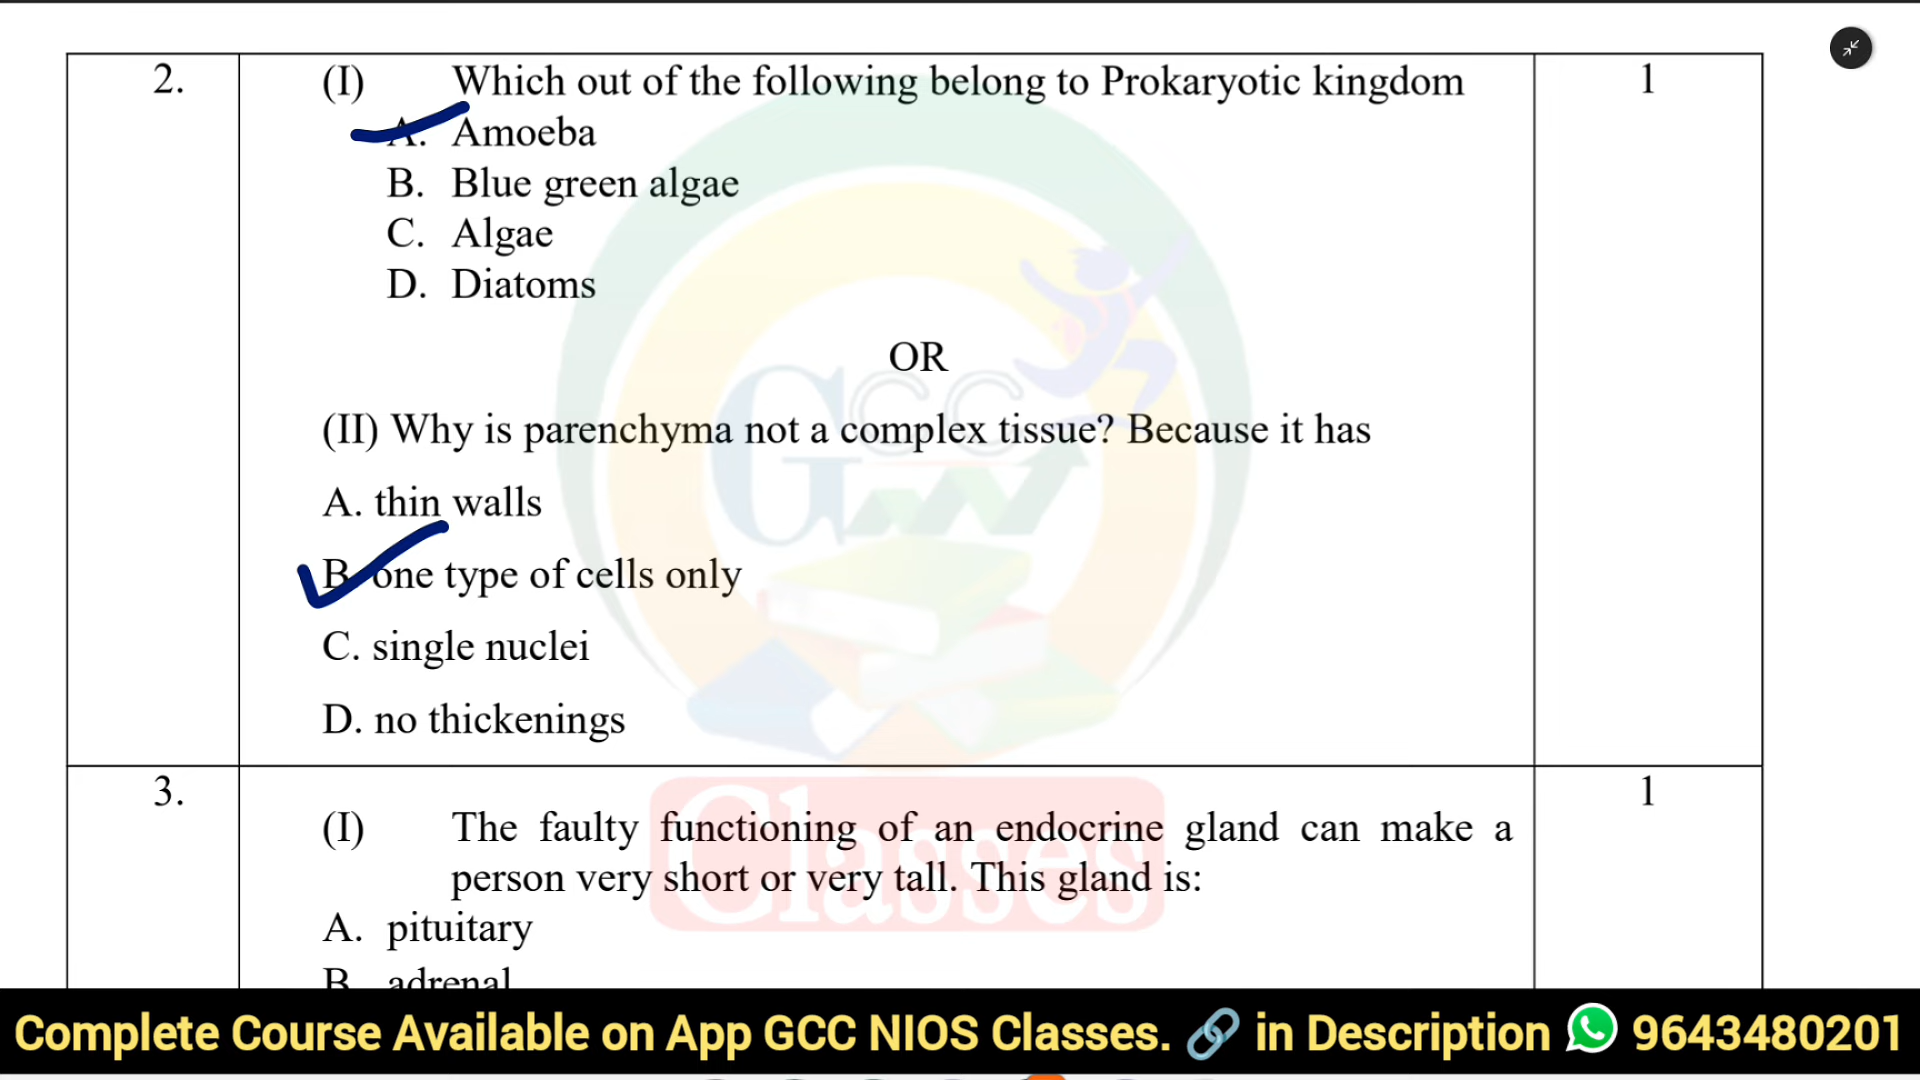 2.
(I) Which out of the following belong to Prokaryotic kingdom
1
A. Amoeba
B. Blue green algae
C. Algae
D. Diatoms
OR
(II) Why is parenchyma not a complex tissue? Because it has
A. thin walls
B. one type of cells only
C. single nuclei
D. no thickenings
3.
1
(I) The faulty functioning of an endocrine gland can make a
person very short or very tall. This gland is:
A. pituitary
B. adrenal
GCC
Classes
Complete Course Available on App GCC NIOS Classes. in Description 9643480201